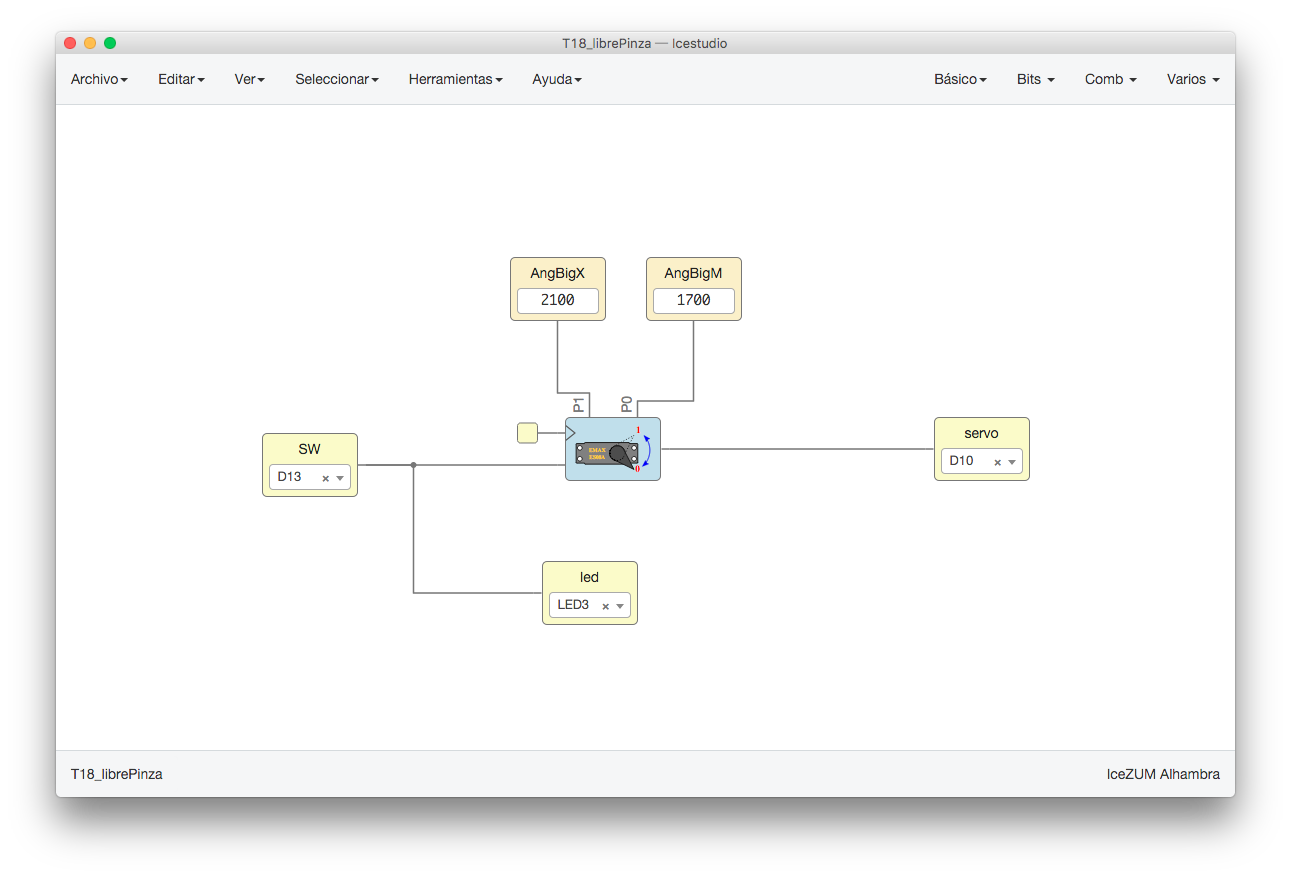 T18_librePinza — Icestudio
Archivo Editar Ver Seleccionar Herramientas Ayuda Básico Bits Comb Varios
AngBigX
2100
AngBigM
1700
P1
P0
SW
D13
1
EMAX
0
servo
D10
led
LED3
T18_librePinza
IceZUM Alhambra